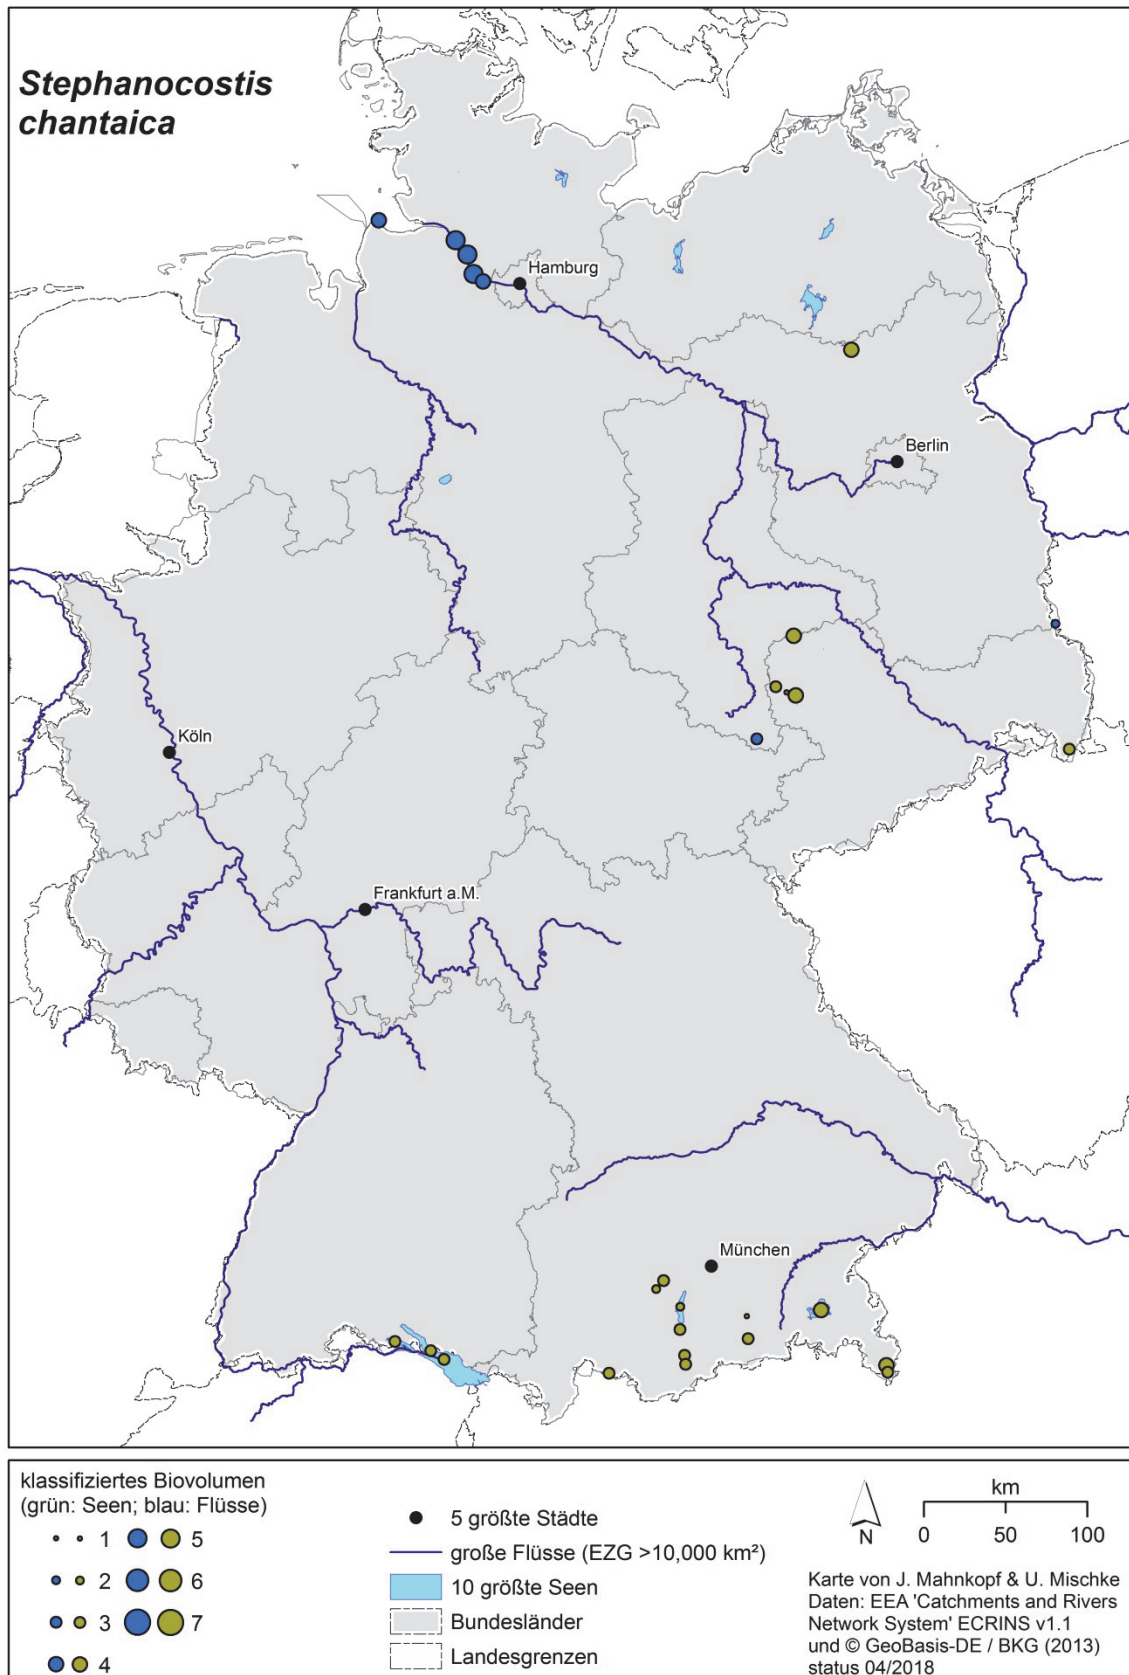 Stephanocostis
chantaica
Hamburg
Berlin
Köln
Frankfurt a.M.
München
klassifiziertes Biovolumen
(grün: Seen; blau: Flüsse)
1
5
2
6
3
7
4
5 größte Städte
große Flüsse (EZG >10,000 km²)
10 größte Seen
Bundesländer
Landesgrenzen
N
km
0 50 100
Karte von J. Mahnkopf & U. Mischke
Daten: EEA 'Catchments and Rivers
Network System' ECRINS v1.1
und © GeoBasis-DE / BKG (2013)
status 04/2018